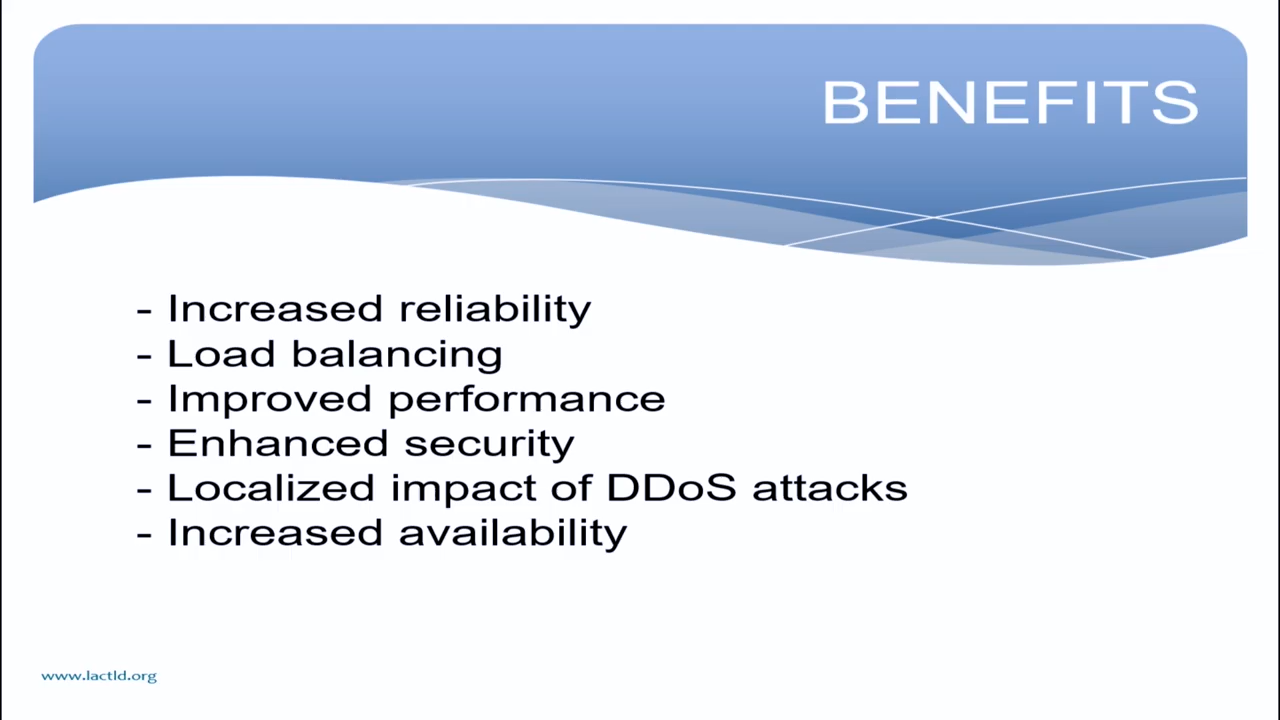 BENEFITS
- Increased reliability
- Load balancing
- Improved performance
- Enhanced security
- Localized impact of DDoS attacks
- Increased availability
www.lactld.org